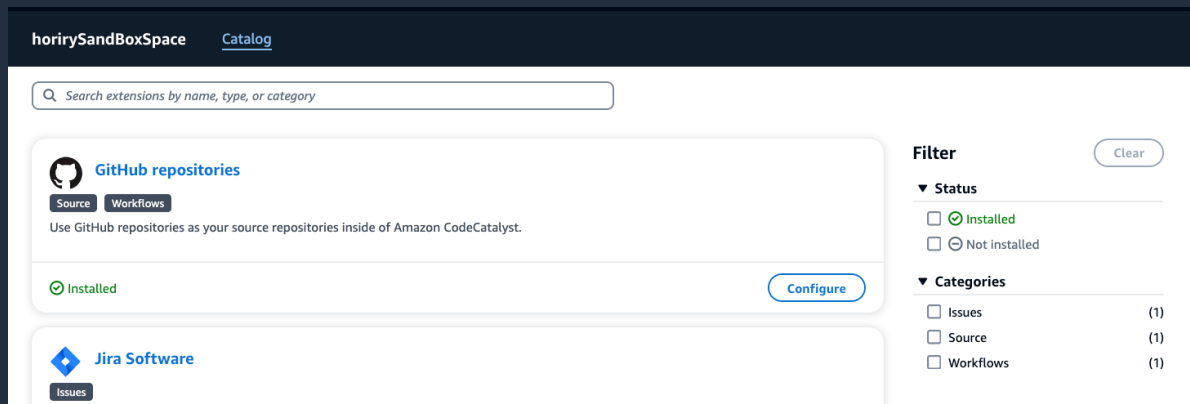 horirySandBoxSpace Catalog
Search extensions by name, type, or category
GitHub repositories
Source Workflows
Use GitHub repositories as your source repositories inside of Amazon CodeCatalyst.
Installed
Configure
Jira Software
Issues
Filter
Clear
Status
Installed
Not installed
Categories
Issues (1)
Source (1)
Workflows (1)